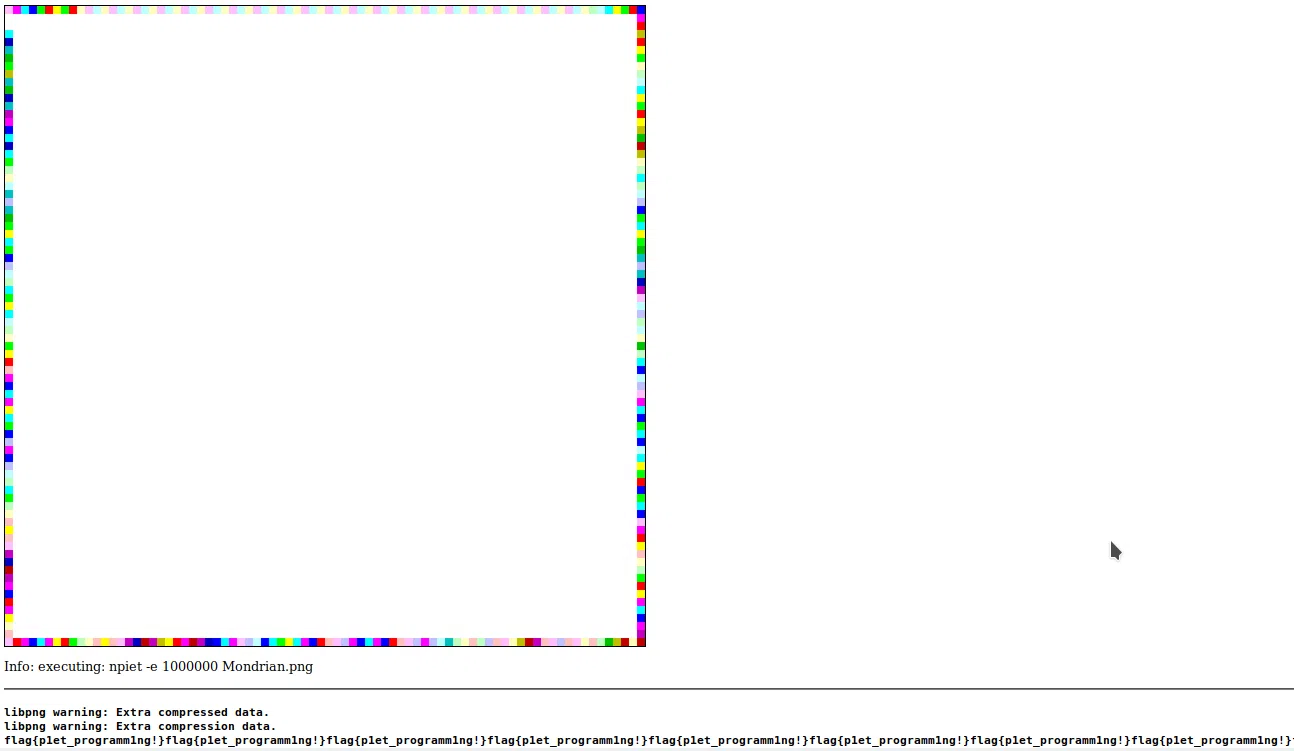 Info: executing: npiet -e 1000000 Mondrian.png
libpng warning: Extra compressed data.
libpng warning: Extra compression data.
flag{p1et_programm1ng!}flag{p1et_programm1ng!}flag{p1et_programm1ng!}flag{p1et_programm1ng!}flag{p1et_programm1ng!}flag{p1et_programm1ng!}flag{p1et_programm1ng!}flag{p1et_programm1ng!}